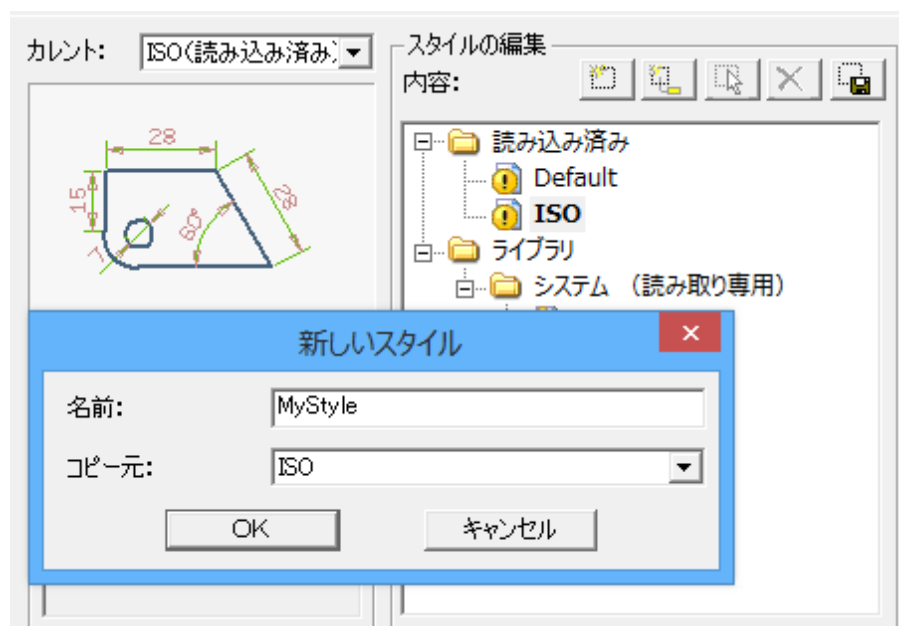 カレント:
ISO(読み込み済み)
スタイルの編集
内容:
28
15
7
60°
28
読み込み済み
Default
ISO
ライブラリ
システム (読み取り専用)
新しいスタイル
名前:
MyStyle
コピー元:
ISO
OK
キャンセル